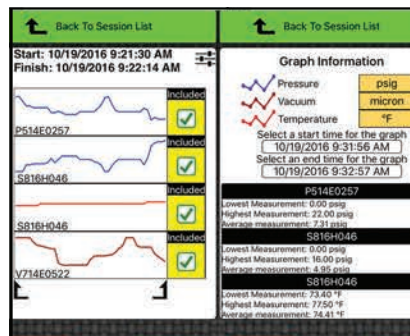 Back To Session List
Start: 10/19/2016 9:21:30 AM
Finish: 10/19/2016 9:22:14 AM
Included
P514E0257
Included
S816H046
Included
S816H046
Included
V714E0522
Back To Session List
Graph Information
Pressure psig
Vacuum micron
Temperature °F
Select a start time for the graph
10/19/2016 9:31:56 AM
Select an end time for the graph
10/19/2016 9:32:57 AM
P514E0257
Lowest Measurement: 0.00 psig
Highest Measurement: 22.00 psig
Average measurement: 7.31 psig
S816H046
Lowest Measurement: 0.00 psig
Highest Measurement: 16.00 psig
Average measurement: 4.95 psig
S816H046
Lowest Measurement: 73.40 °F
Highest Measurement: 77.50 °F
Average measurement: 74.41 °F